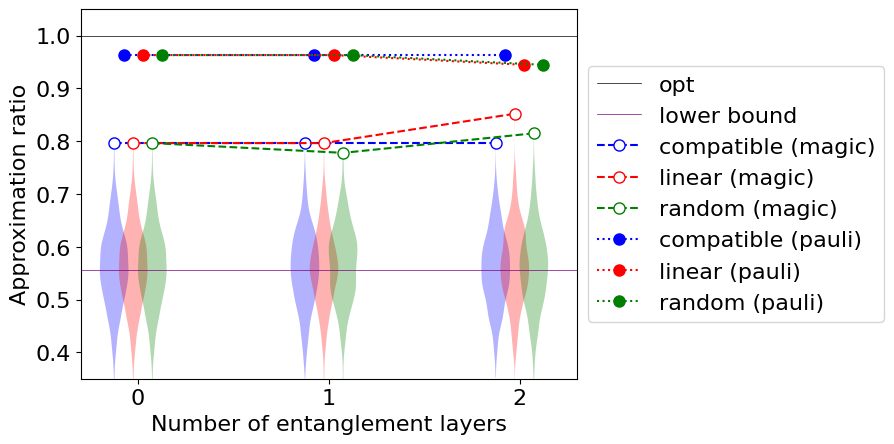 1.0
0.9
0.8
0.7
0.6
0.5
0.4
Approximation ratio
0 1 2
Number of entanglement layers
opt
lower bound
compatible (magic)
linear (magic)
random (magic)
compatible (pauli)
linear (pauli)
random (pauli)